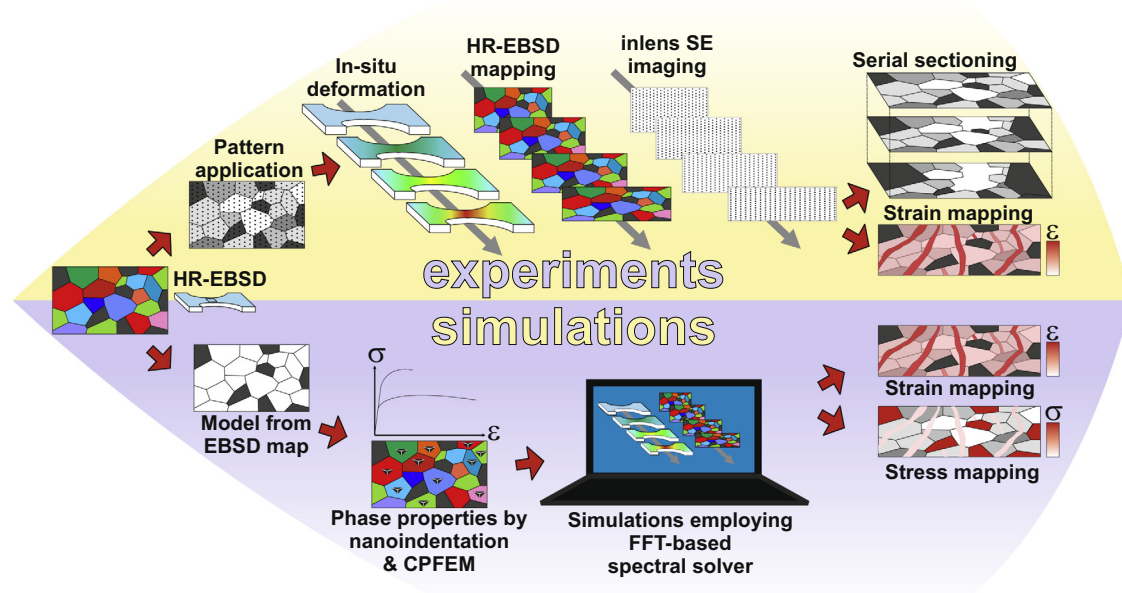 In-situ
deformation
HR-EBSD
mapping
inlens SE
imaging
Serial sectioning
Pattern
application
Strain mapping
ε
HR-EBSD
experiments
simulations
Model from
EBSD map
σ
ε
Phase properties by
nanoindentation
& CPFEM
Simulations employing
FFT-based
spectral solver
ε
Strain mapping
σ
Stress mapping